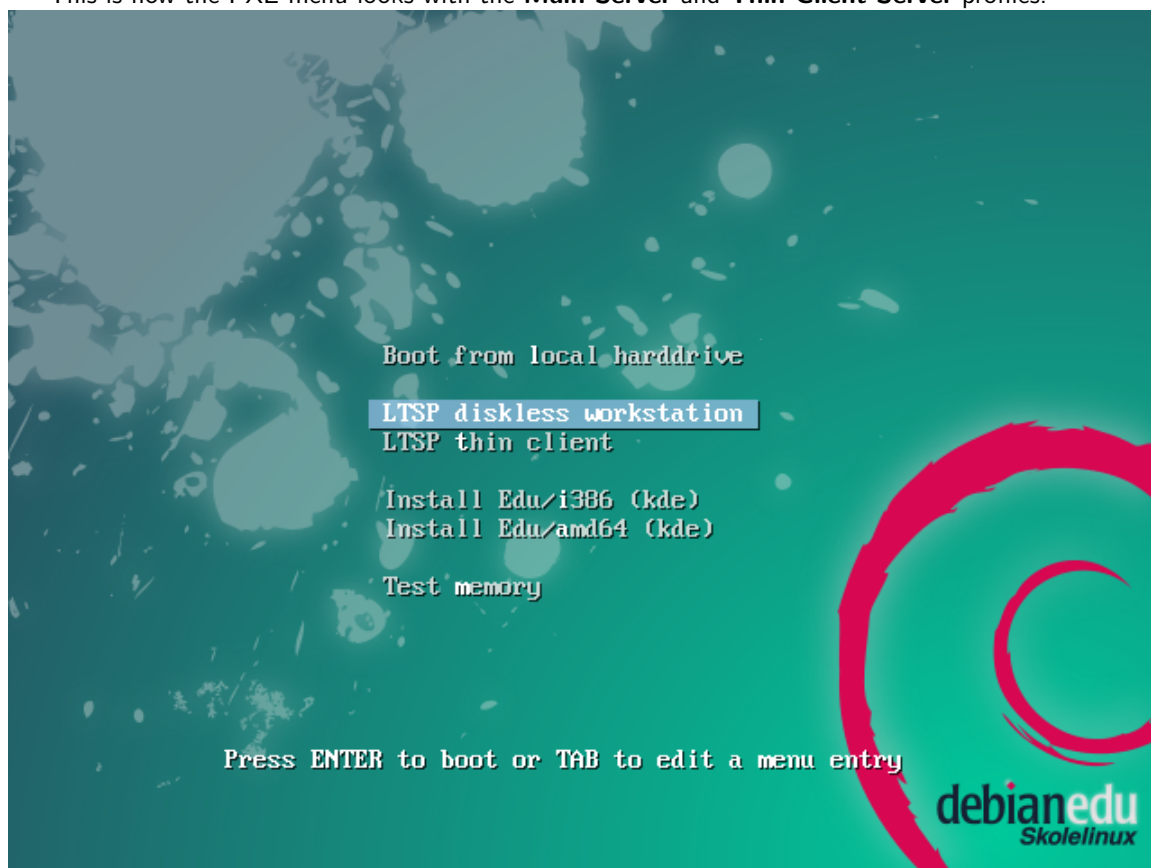 This is how the PXE menu looks with the Main Server and Thin Client Server profiles:
Boot from local harddrive
LTSP diskless workstation
LTSP thin client
Install Edu/i386 (kde)
Install Edu/amd64 (kde)
Test memory
Press ENTER to boot or TAB to edit a menu entry
debianedu
Skolelinux